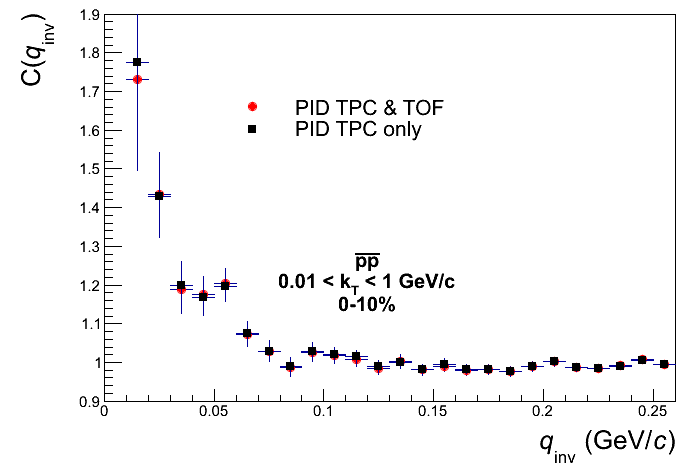 C(q_inv)
1.9
1.8
1.7
1.6
1.5
1.4
1.3
1.2
1.1
1
0.9
PID TPC & TOF
PID TPC only
p̅p̅
0.01 < k_T < 1 GeV/c
0-10%
0 0.05 0.1 0.15 0.2 0.25
q_inv (GeV/c)